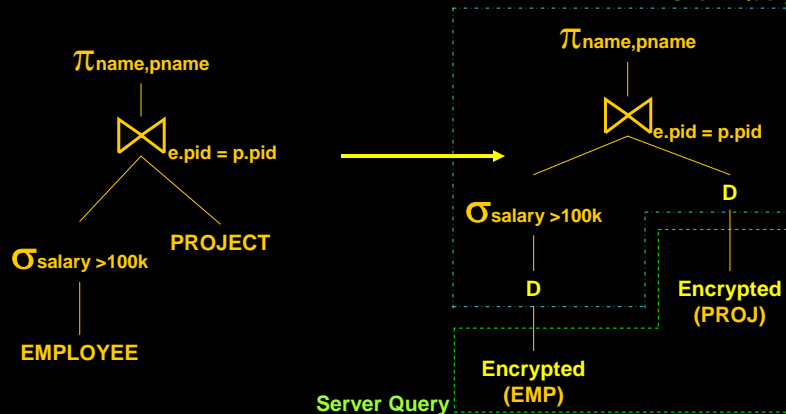 πname,pname
e.pid = p.pid
PROJECT
σsalary >100k
EMPLOYEE
πname,pname
e.pid = p.pid
D
σsalary >100k
D
Encrypted
(PROJ)
Encrypted
(EMP)
Server Query